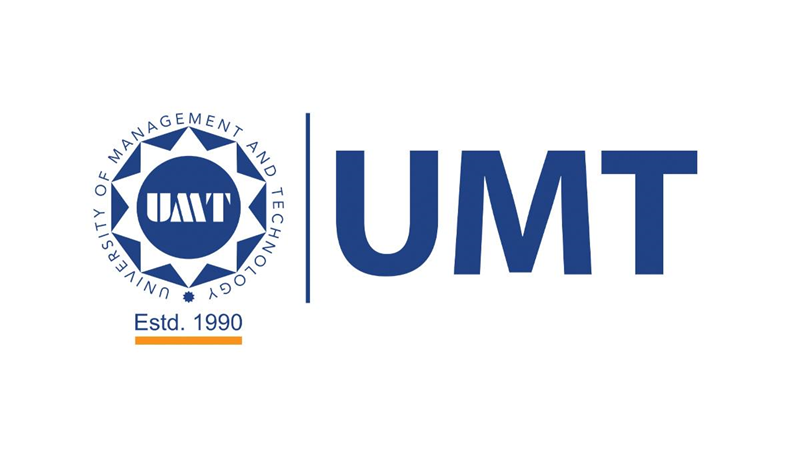 UNIVERSITY OF MANAGEMENT AND TECHNOLOGY
UMT
Estd. 1990
UMT